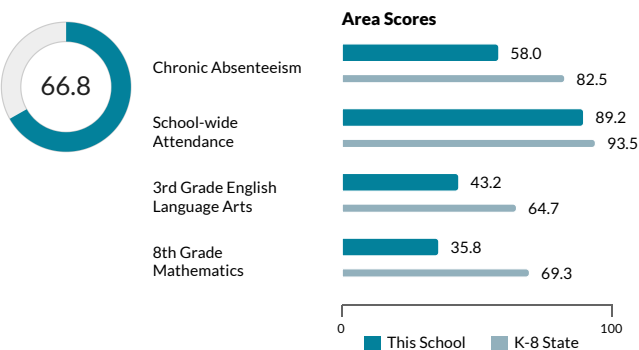 Area Scores
66.8
Chronic Absenteeism
58.0
82.5
School-wide
Attendance
89.2
93.5
3rd Grade English
Language Arts
43.2
64.7
8th Grade
Mathematics
35.8
69.3
0
100
This School
K-8 State